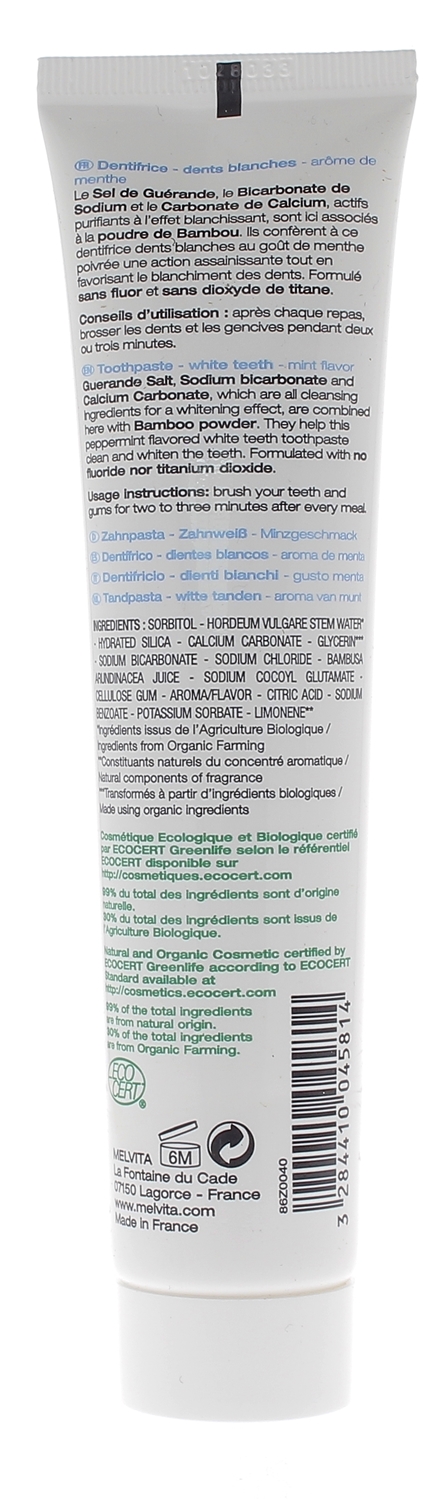 FR Dentifrice - dents blanches - arôme de
menthe
Le Sel de Guérande, le Bicarbonate de
Sodium et le Carbonate de Calcium, actifs
purifiants à l'effet blanchissant, sont ici associés
à la poudre de Bambou. Ils confèrent à ce
dentifrice dents blanches au goût de menthe
poivrée une action assainissante tout en
favorisant le blanchiment des dents. Formulé
sans fluor et sans dioxyde de titane.
Conseils d'utilisation : après chaque repas,
brosser les dents et les gencives pendant deux
ou trois minutes.
EN Toothpaste - white teeth - mint flavor
Guerande Salt, Sodium bicarbonate and
Calcium Carbonate, which are all cleansing
ingredients for a whitening effect, are combined
here with Bamboo powder. They help this
peppermint flavored white teeth toothpaste
clean and whiten the teeth. Formulated with no
fluoride nor titanium dioxide.
Usage instructions: brush your teeth and
gums for two to three minutes after every meal.
Zahnpasta - Zahnweiß - Minzgeschmack
Dentifrico - dientes blancos - aroma de menta
Dentifricio - dienti bianchi - gusto menta
Tandpasta - witte tanden - aroma van munt
INGREDIENTS : SORBITOL - HORDEUM VULGARE STEM WATER*
- HYDRATED SILICA - CALCIUM CARBONATE - GLYCERIN***
- SODIUM BICARBONATE - SODIUM CHLORIDE - BAMBUSA
ARUNDINACEA JUICE - SODIUM COCOYL GLUTAMATE -
CELLULOSE GUM - AROMA/FLAVOR - CITRIC ACID - SODIUM
BENZOATE - POTASSIUM SORBATE - LIMONENE**
*Ingrédients issus de l'Agriculture Biologique /
Ingredients from Organic Farming
**Constituants naturels du concentré aromatique /
Natural components of fragrance
***Transformés à partir d'ingrédients biologiques /
Made using organic ingredients
Cosmétique Ecologique et Biologique certifié
par ECOCERT Greenlife selon le référentiel
ECOCERT disponible sur
http://cosmetiques.ecocert.com
99% du total des ingrédients sont d'origine
naturelle.
30% du total des ingrédients sont issus de
l'Agriculture Biologique.
Natural and Organic Cosmetic certified by
ECOCERT Greenlife according to ECOCERT
Standard available at
http://cosmetics.ecocert.com
99% of the total ingredients
are from natural origin.
30% of the total ingredients
are from Organic Farming.
ECO
CERT
®
6M
MELVITA
La Fontaine du Cade
07150 Lagorce - France
www.melvita.com
Made in France
86Z0040
3 284410 045814